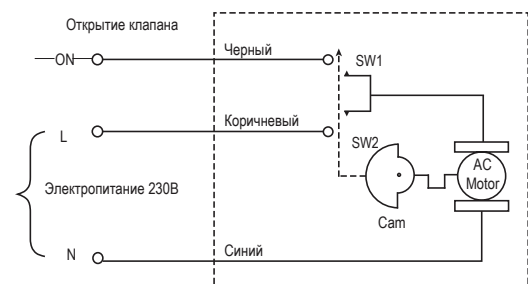 Открытие клапана
ON
Черный
SW1
L
Коричневый
SW2
Электропитание 230В
AC
Motor
Cam
N
Синий